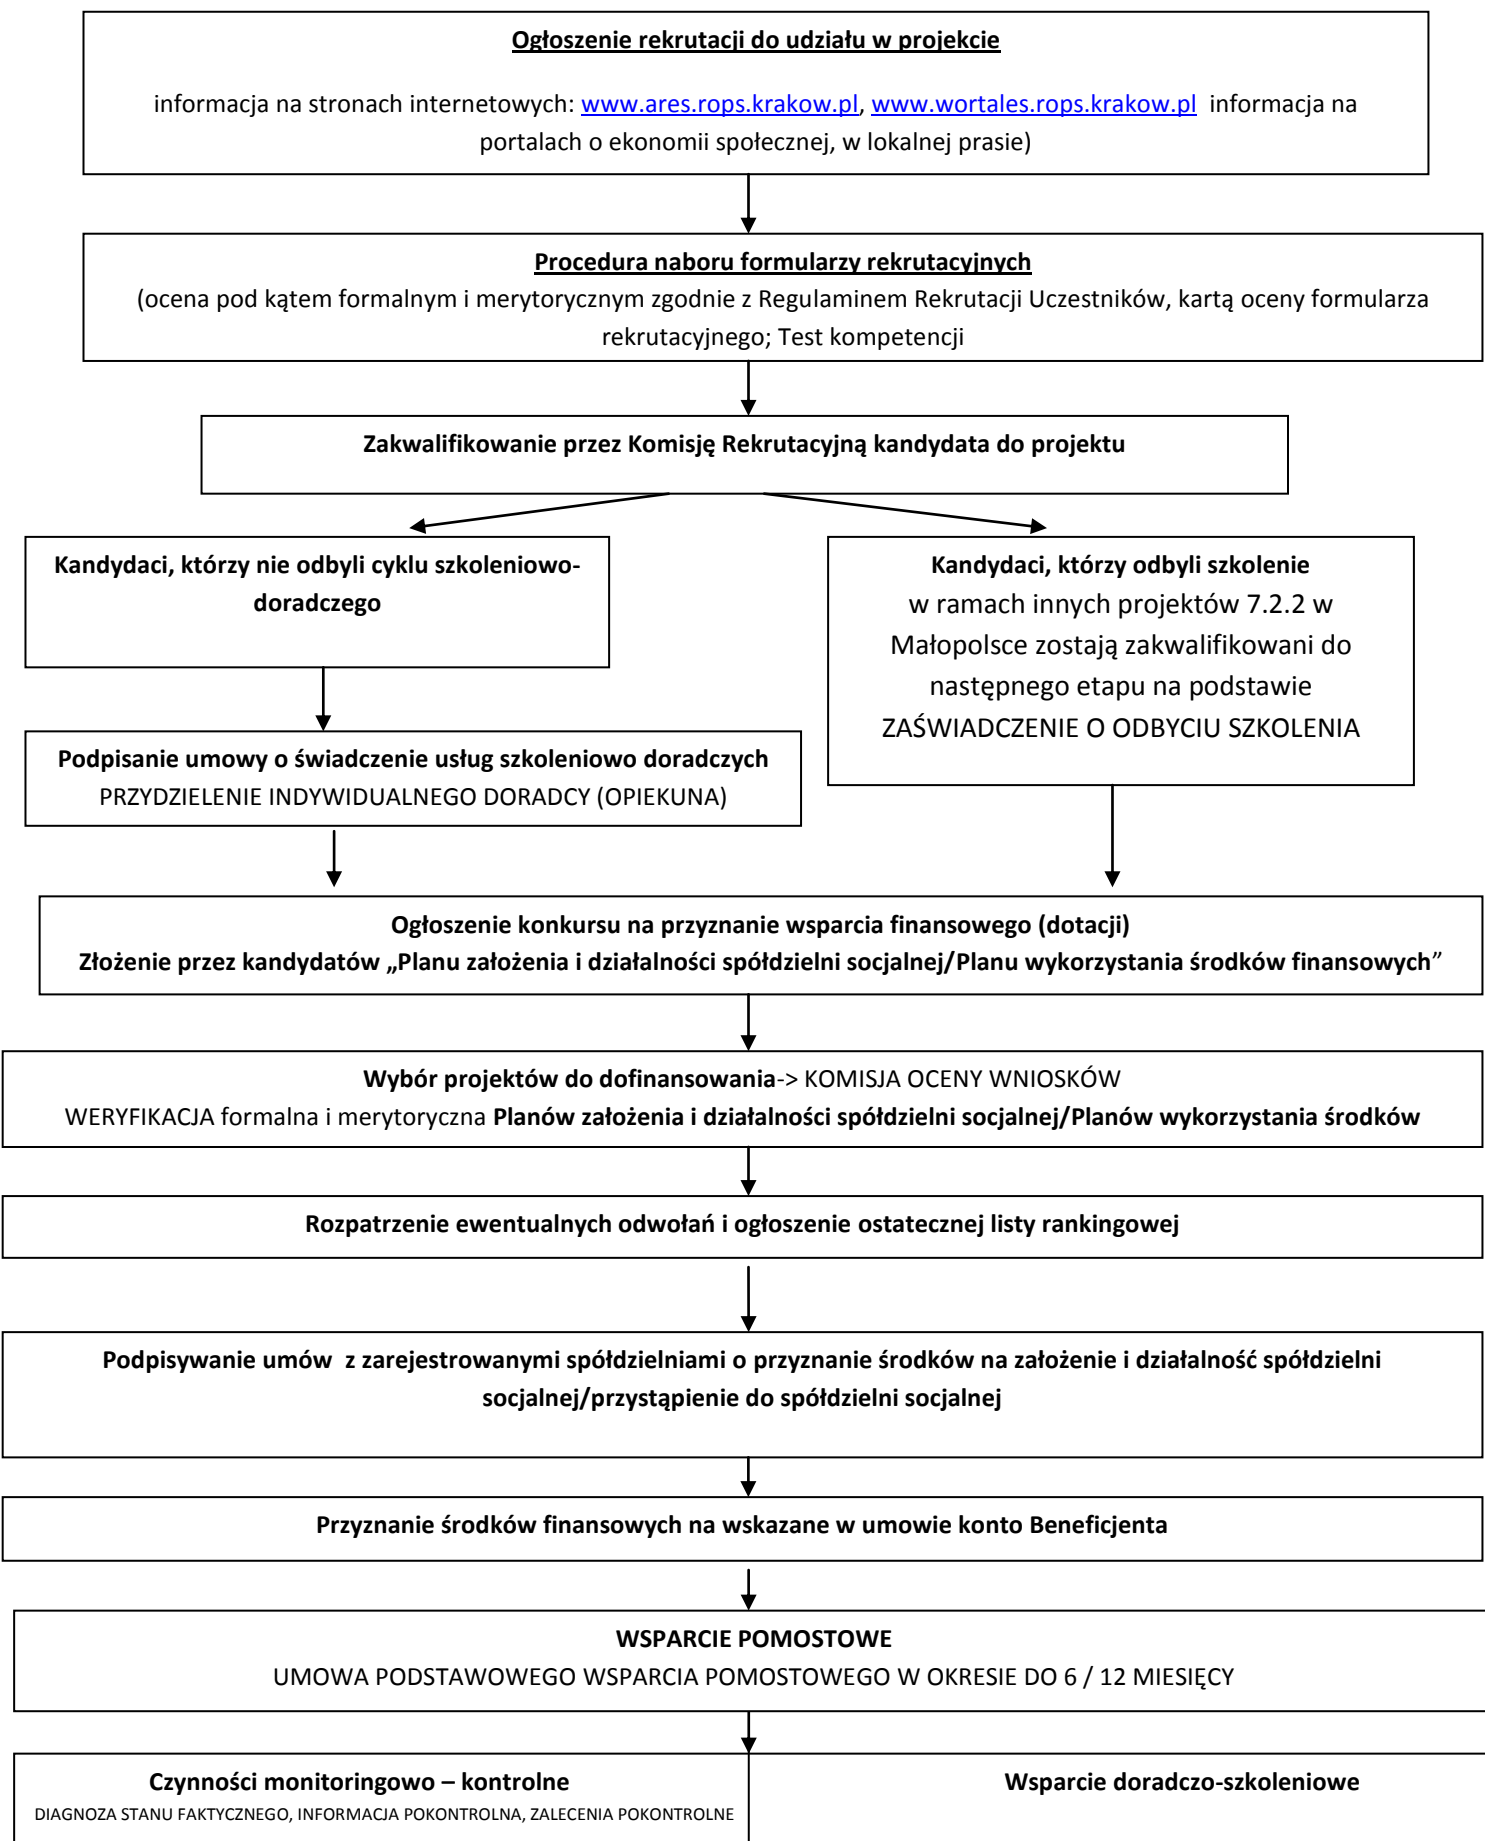 Ogłoszenie rekrutacji do udziału w projekcie
informacja na stronach internetowych: www.ares.rops.krakow.pl, www.wortales.rops.krakow.pl informacja na
portalach o ekonomii społecznej, w lokalnej prasie)
Procedura naboru formularzy rekrutacyjnych
(ocena pod kątem formalnym i merytorycznym zgodnie z Regulaminem Rekrutacji Uczestników, kartą oceny formularza
rekrutacyjnego; Test kompetencji
Zakwalifikowanie przez Komisję Rekrutacyjną kandydata do projektu
Kandydaci, którzy nie odbyli cyklu szkoleniowo-
doradczego
Podpisanie umowy o świadczenie usług szkoleniowo doradczych
PRZYDZIELENIE INDYWIDUALNEGO DORADCY (OPIEKUNA)
Kandydaci, którzy odbyli szkolenie
w ramach innych projektów 7.2.2 w
Małopolsce zostają zakwalifikowani do
następnego etapu na podstawie
ZAŚWIADCZENIE O ODBYCIU SZKOLENIA
Ogłoszenie konkursu na przyznanie wsparcia finansowego (dotacji)
Złożenie przez kandydatów „Planu założenia i działalności spółdzielni socjalnej/Planu wykorzystania środków finansowych”
Wybór projektów do dofinansowania-> KOMISJA OCENY WNIOSKÓW
WERYFIKACJA formalna i merytoryczna Planów założenia i działalności spółdzielni socjalnej/Planów wykorzystania środków
Rozpatrzenie ewentualnych odwołań i ogłoszenie ostatecznej listy rankingowej
Podpisywanie umów z zarejestrowanymi spółdzielniami o przyznanie środków na założenie i działalność spółdzielni
socjalnej/przystąpienie do spółdzielni socjalnej
Przyznanie środków finansowych na wskazane w umowie konto Beneficjenta
WSPARCIE POMOSTOWE
UMOWA PODSTAWOWEGO WSPARCIA POMOSTOWEGO W OKRESIE DO 6 / 12 MIESIĘCY
Czynności monitoringowo – kontrolne
DIAGNOZA STANU FAKTYCZNEGO, INFORMACJA POKONTROLNA, ZALECENIA POKONTROLNE
Wsparcie doradczo-szkoleniowe